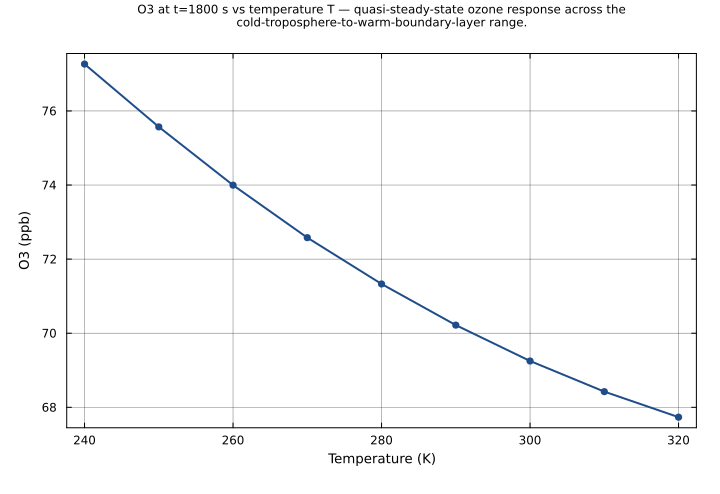 O3 at t=1800 s vs temperature T — quasi-steady-state ozone response across the
cold-troposphere-to-warm-boundary-layer range.
O3 (ppb)
76
74
72
70
68
240 260 280 300 320
Temperature (K)